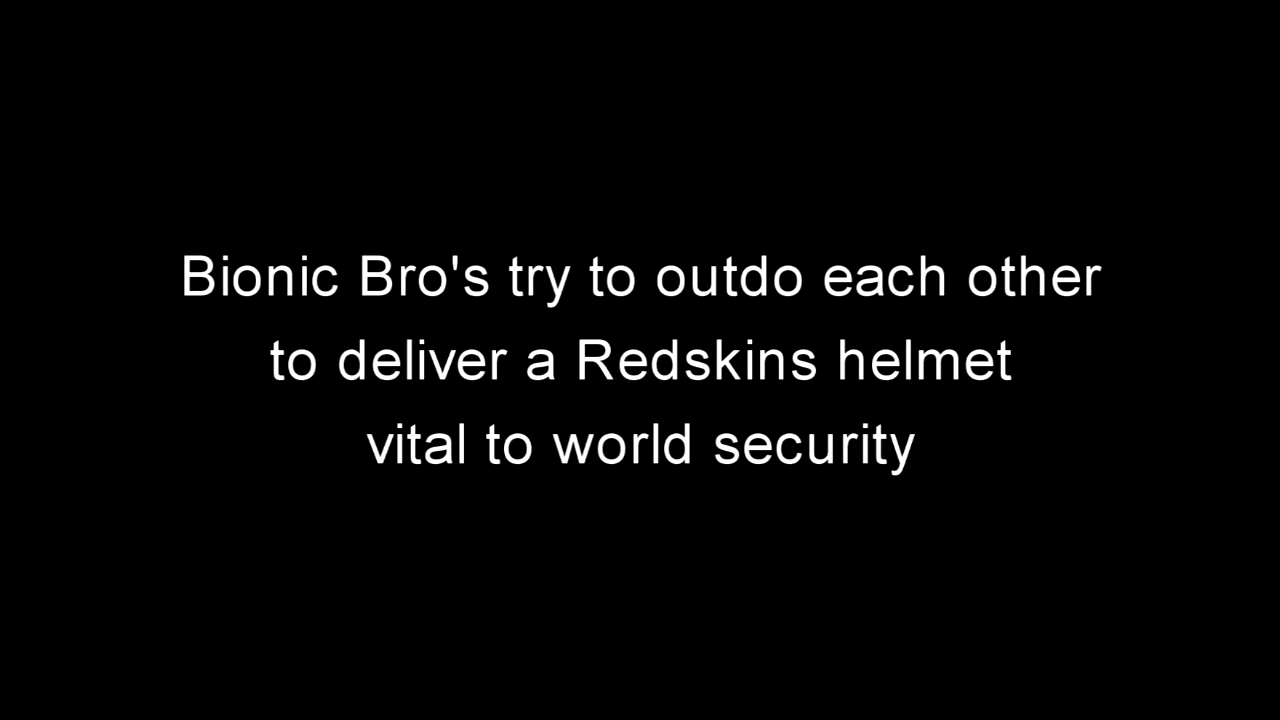 Bionic Bro's try to outdo each other
to deliver a Redskins helmet
vital to world security